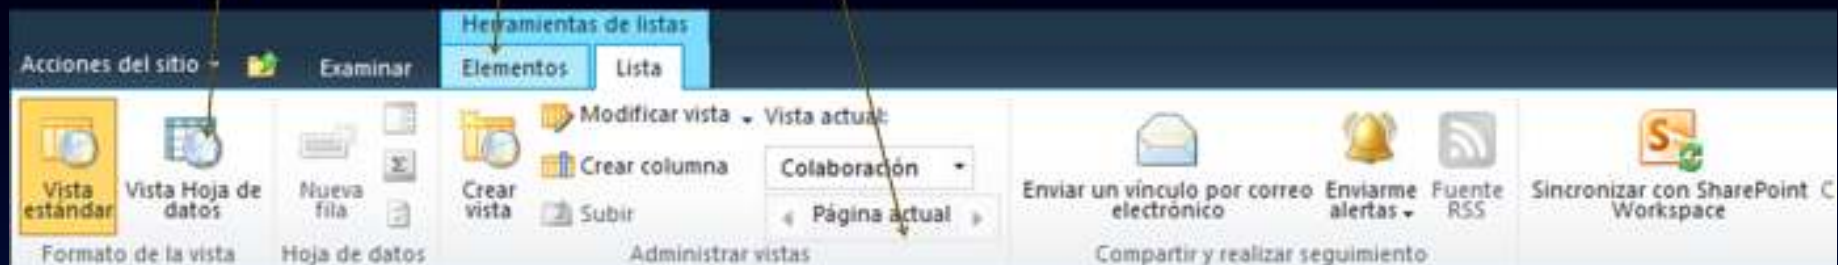 Herramientas de listas
Acciones del sitio
Examinar
Elementos
Lista
Vista estándar
Vista Hoja de datos
Nueva fila
Crear vista
Modificar vista
Crear columna
Subir
Vista actual:
Colaboración
Página actual
Enviar un vínculo por correo electrónico
Enviarme alertas
Fuente RSS
Sincronizar con SharePoint Workspace
C
Formato de la vista
Hoja de datos
Administrar vistas
Compartir y realizar seguimiento